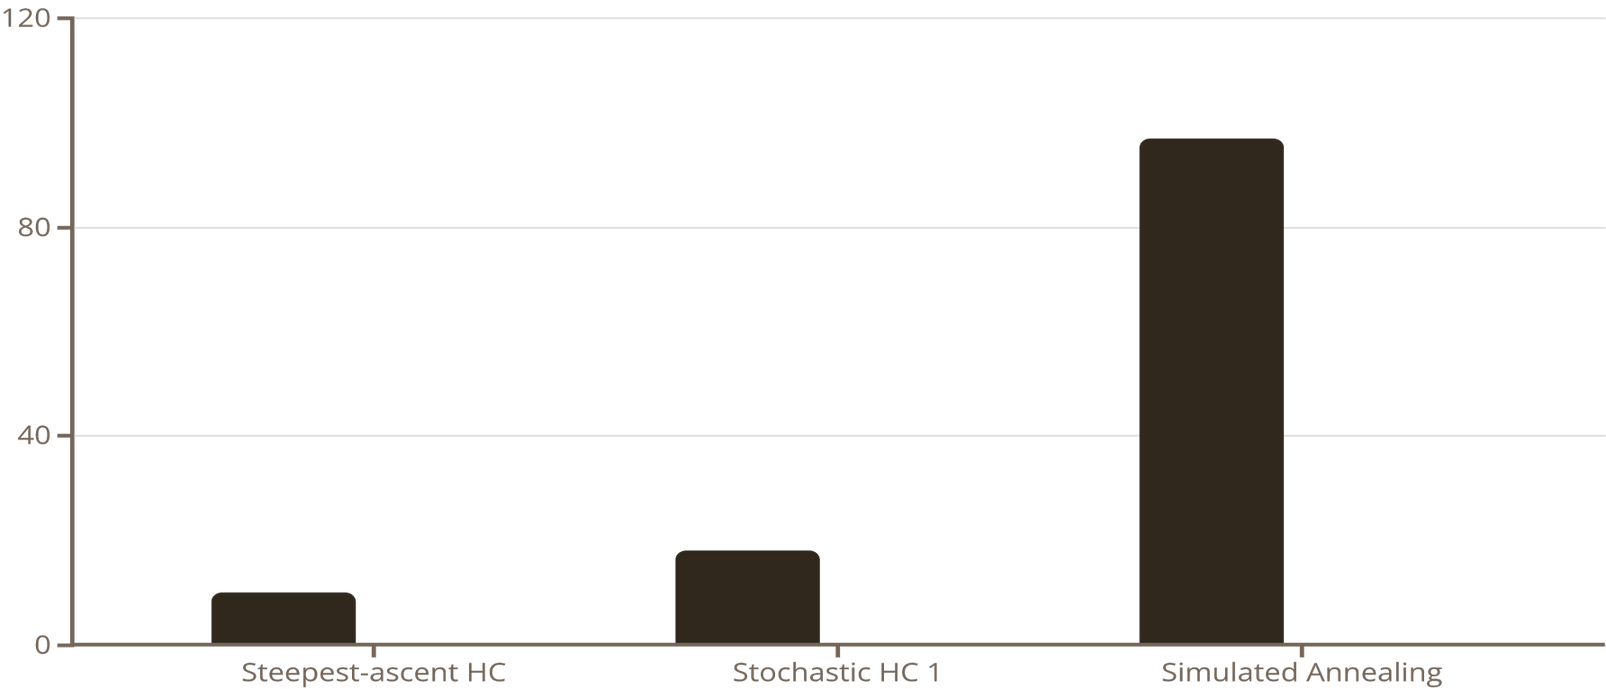 120
80
40
0
Steepest-ascent HC
Stochastic HC 1
Simulated Annealing